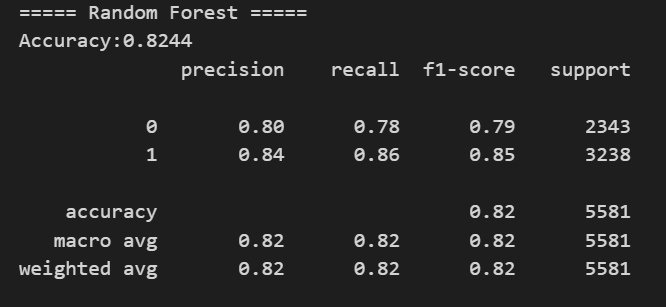 ===== Random Forest =====
Accuracy:0.8244
precision recall f1-score support
0 0.80 0.78 0.79 2343
1 0.84 0.86 0.85 3238
accuracy 0.82 5581
macro avg 0.82 0.82 0.82 5581
weighted avg 0.82 0.82 0.82 5581